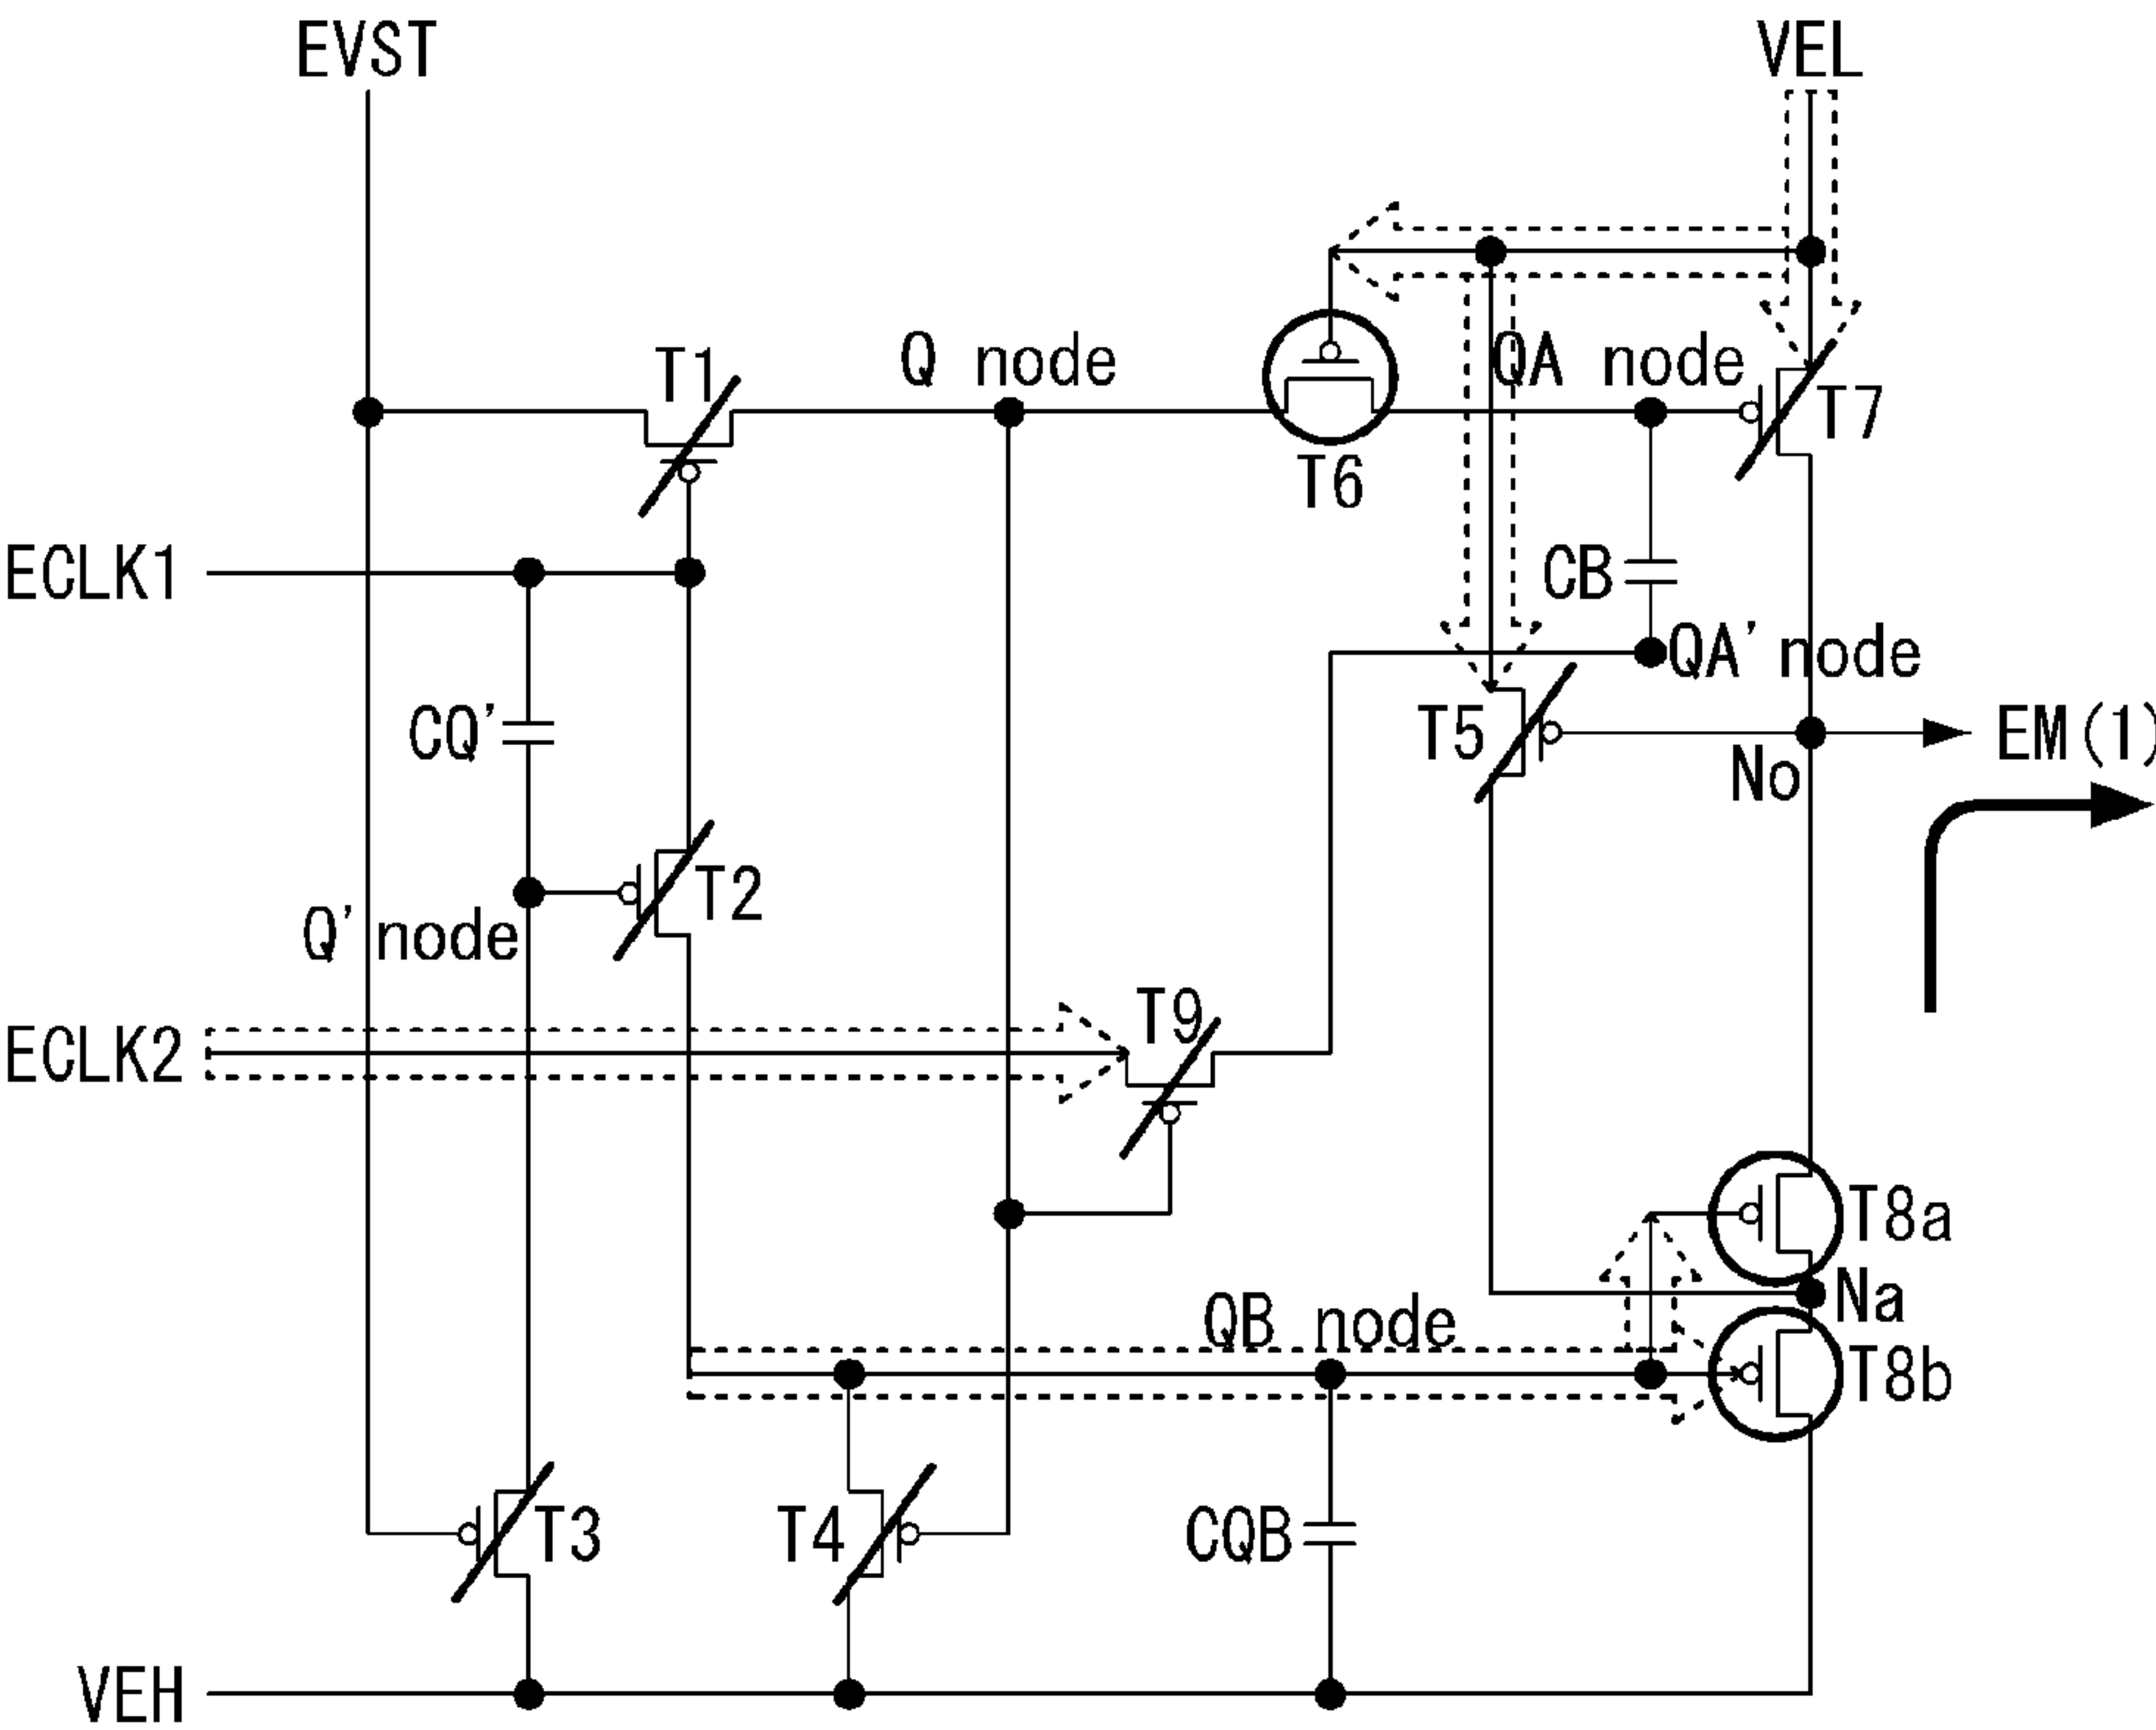 EVST
VEL
T1
Q node
QA node
T7
T6
ECLK1
CB
QA' node
CQ'
T5
EM(1)
No
T2
Q' node
T9
ECLK2
T8a
Na
QB node
T8b
T3
T4
CQB
VEH